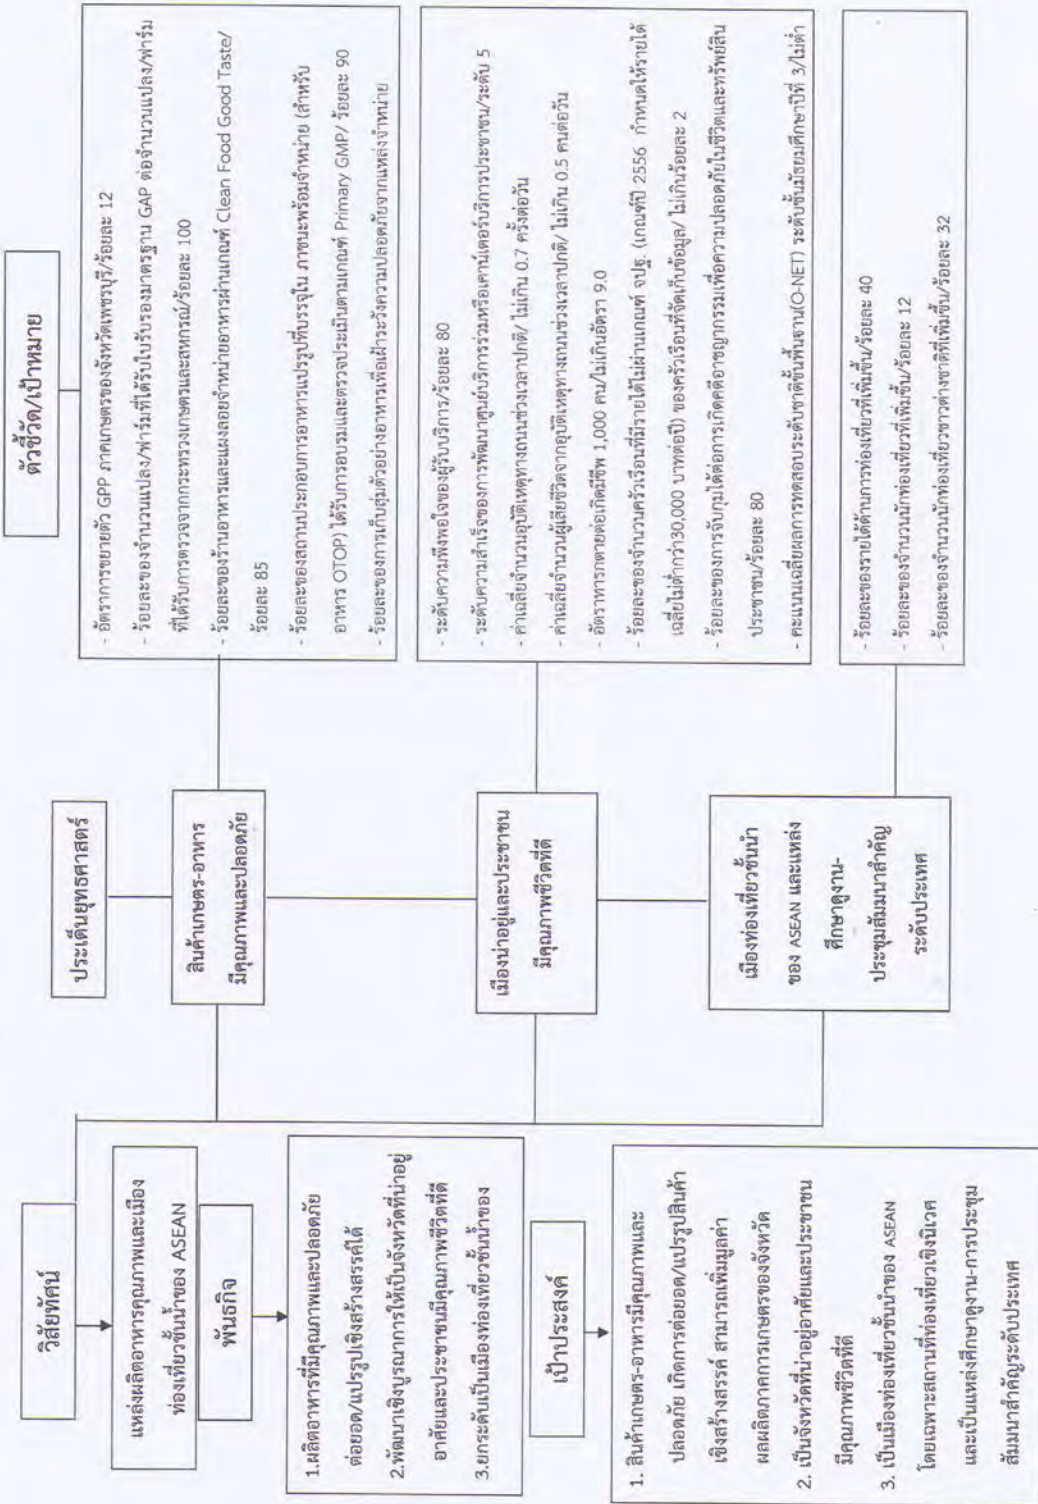 วิสัยทัศน์
แหล่งผลิตอาหารคุณภาพและเมือง
ท่องเที่ยวชั้นนำของ ASEAN
พันธกิจ
1.ผลิตอาหารที่มีคุณภาพและปลอดภัย
ต่อยอด/แปรรูปเชิงสร้างสรรค์ได้
2.พัฒนาเชิงบูรณาการให้เป็นจังหวัดที่น่าอยู่
อาศัยและประชาชนมีคุณภาพชีวิตที่ดี
3.ยกระดับเป็นเมืองท่องเที่ยวชั้นนำของ
เป้าประสงค์
1. สินค้าเกษตร-อาหารมีคุณภาพและ
ปลอดภัย เกิดการต่อยอด/แปรรูปสินค้า
เชิงสร้างสรรค์ สามารถเพิ่มมูลค่า
ผลผลิตภาคการเกษตรของจังหวัด
2. เป็นจังหวัดที่น่าอยู่อาศัยและประชาชน
มีคุณภาพชีวิตที่ดี
3. เป็นเมืองท่องเที่ยวชั้นนำของ ASEAN
โดยเฉพาะสถานที่ท่องเที่ยวเชิงนิเวศ
และเป็นแหล่งศึกษาดูงาน-การประชุม
สัมมนาสำคัญระดับประเทศ
ประเด็นยุทธศาสตร์
สินค้าเกษตร-อาหาร
มีคุณภาพและปลอดภัย
เมืองน่าอยู่และประชาชน
มีคุณภาพชีวิตที่ดี
เมืองท่องเที่ยวชั้นนำ
ของ ASEAN และแหล่ง
ศึกษาดูงาน-
ประชุมสัมมนาสำคัญ
ระดับประเทศ
ตัวชี้วัด/เป้าหมาย
- อัตราการขยายตัว GPP ภาคเกษตรของจังหวัดเพชรบุรี/ร้อยละ 12
- ร้อยละของจำนวนแปลง/ฟาร์มที่ได้รับใบรับรองมาตรฐาน GAP ต่อจำนวนแปลง/ฟาร์ม
ที่ได้รับการตรวจจากกระทรวงเกษตรและสหกรณ์/ร้อยละ 100
- ร้อยละของร้านอาหารและแผงลอยจำหน่ายอาหารผ่านเกณฑ์ Clean Food Good Taste/
ร้อยละ 85
- ร้อยละของสถานประกอบการอาหารแปรรูปที่บรรจุใน ภาชนะพร้อมจำหน่าย (สำหรับ
อาหาร OTOP) ได้รับการอบรมและตรวจประเมินตามเกณฑ์ Primary GMP/ ร้อยละ 90
- ร้อยละของการเก็บสุ่มตัวอย่างอาหารเพื่อเฝ้าระวังความปลอดภัยจากแหล่งจำหน่าย
- ระดับความพึงพอใจของผู้รับบริการ/ร้อยละ 80
- ระดับความสำเร็จของการพัฒนาศูนย์บริการร่วมหรือเคาน์เตอร์บริการประชาชน/ระดับ 5
- ค่าเฉลี่ยจำนวนอุบัติเหตุทางถนนช่วงเวลาปกติ/ ไม่เกิน 0.7 ครั้งต่อวัน
- ค่าเฉลี่ยจำนวนผู้เสียชีวิตจากอุบัติเหตุทางถนนช่วงเวลาปกติ/ ไม่เกิน 0.5 คนต่อวัน
- อัตราทารกตายต่อเกิดมีชีพ 1,000 คน/ไม่เกินอัตรา 9.0
- ร้อยละของจำนวนครัวเรือนที่มีรายได้ไม่ผ่านเกณฑ์ จปฐ. (เกณฑ์ปี 2556 กำหนดให้รายได้
เฉลี่ยไม่ต่ำกว่า30,000 บาทต่อปี) ของครัวเรือนที่จัดเก็บข้อมูล/ ไม่เกินร้อยละ 2
- ร้อยละของการจับกุมได้ต่อการเกิดคดีอาชญากรรมเพื่อความปลอดภัยในชีวิตและทรัพย์สิน
ประชาชน/ร้อยละ 80
- คะแนนเฉลี่ยผลการทดสอบระดับชาติขั้นพื้นฐาน(O-NET) ระดับชั้นมัธยมศึกษาปีที่ 3/ไม่ต่ำ
- ร้อยละของรายได้ด้านการท่องเที่ยวที่เพิ่มขึ้น/ร้อยละ 40
- ร้อยละของจำนวนนักท่องเที่ยวที่เพิ่มขึ้น/ร้อยละ 12
- ร้อยละของจำนวนนักท่องเที่ยวชาวต่างชาติที่เพิ่มขึ้น/ร้อยละ 32